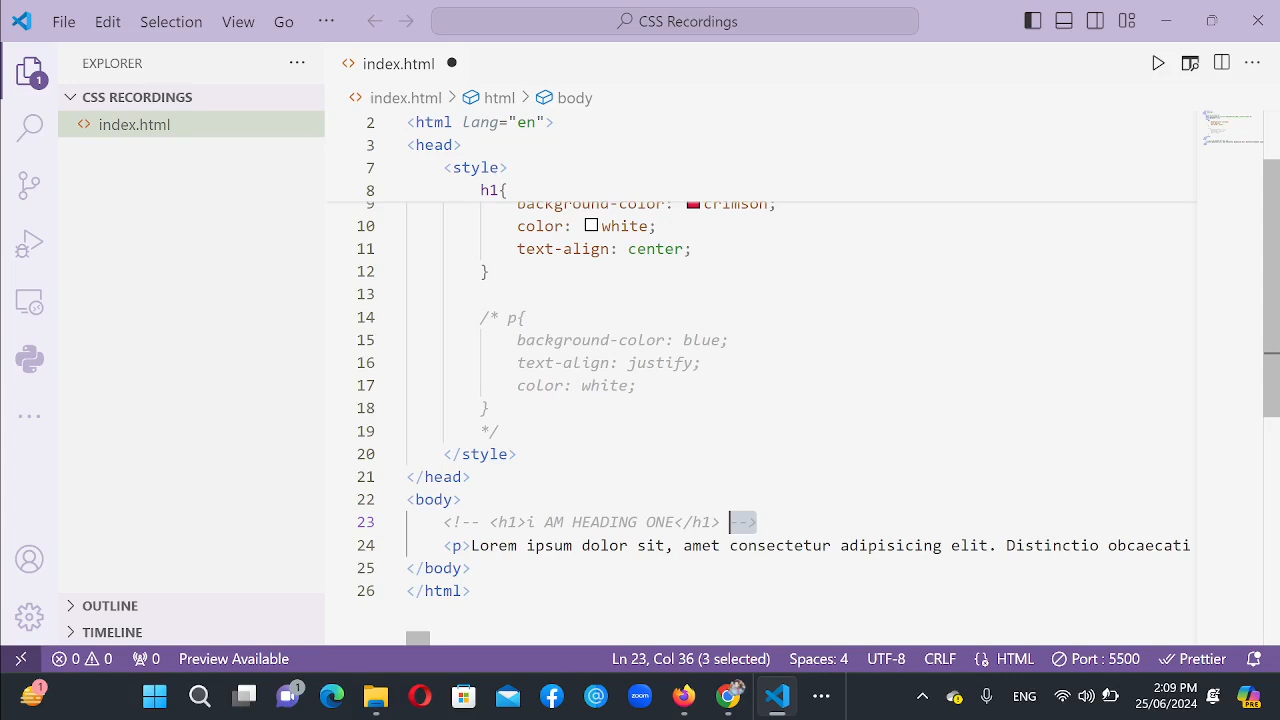 File Edit Selection View Go ··· CSS Recordings
EXPLORER ···
CSS RECORDINGS
index.html
1
index.html
index.html > html > body
2 <html lang="en">
3 <head>
7 <style>
8 h1{
9 background-color: crimson;
10 color: white;
11 text-align: center;
12 }
13
14 /* p{
15 background-color: blue;
16 text-align: justify;
17 color: white;
18 }
19 */
20 </style>
21 </head>
22 <body>
23 <!-- <h1>i AM HEADING ONE</h1> -->
24 <p>Lorem ipsum dolor sit, amet consectetur adipisicing elit. Distinctio obcaecati
25 </body>
26 </html>
OUTLINE
TIMELINE
0 0 0 Preview Available Ln 23, Col 36 (3 selected) Spaces: 4 UTF-8 CRLF {} HTML Port : 5500 Prettier
1 1 zoom ENG 2:09 PM PRE
25/06/2024